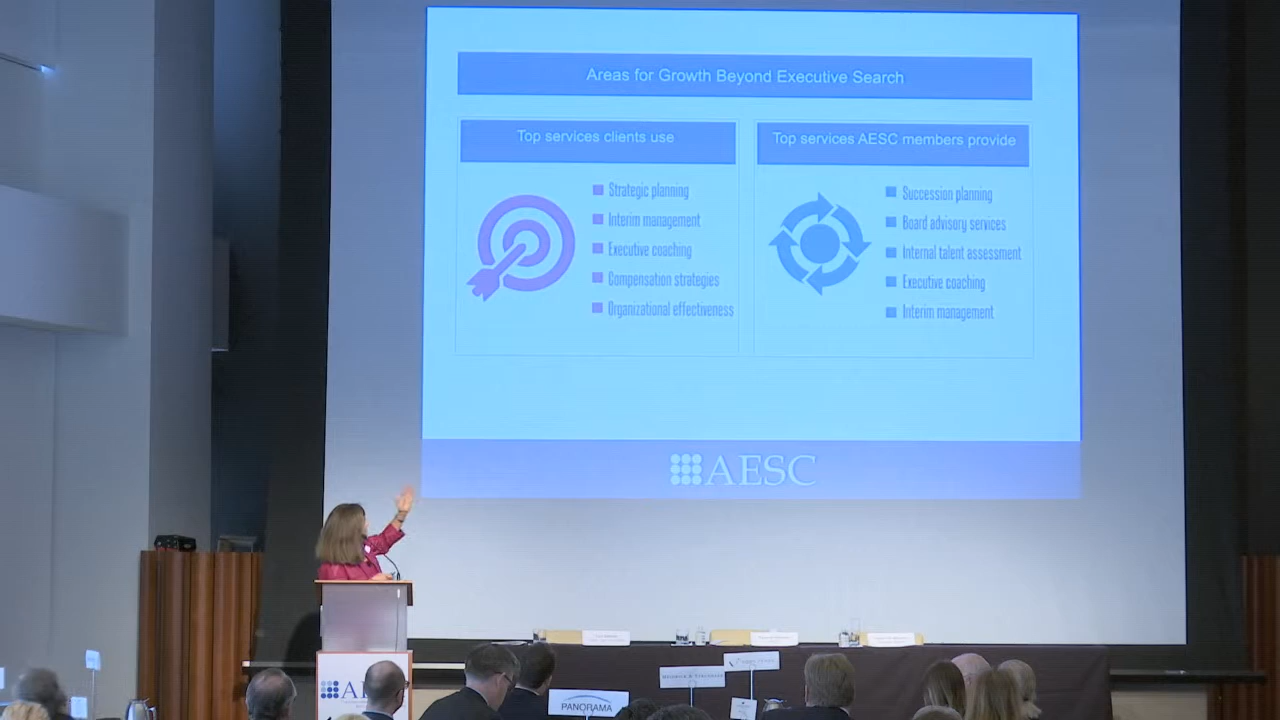 Areas for Growth Beyond Executive Search
Top services clients use
Strategic planning
Interim management
Executive coaching
Compensation strategies
Organizational effectiveness
Top services AESC members provide
Succession planning
Board advisory services
Internal talent assessment
Executive coaching
Interim management
AESC
PANORAMA